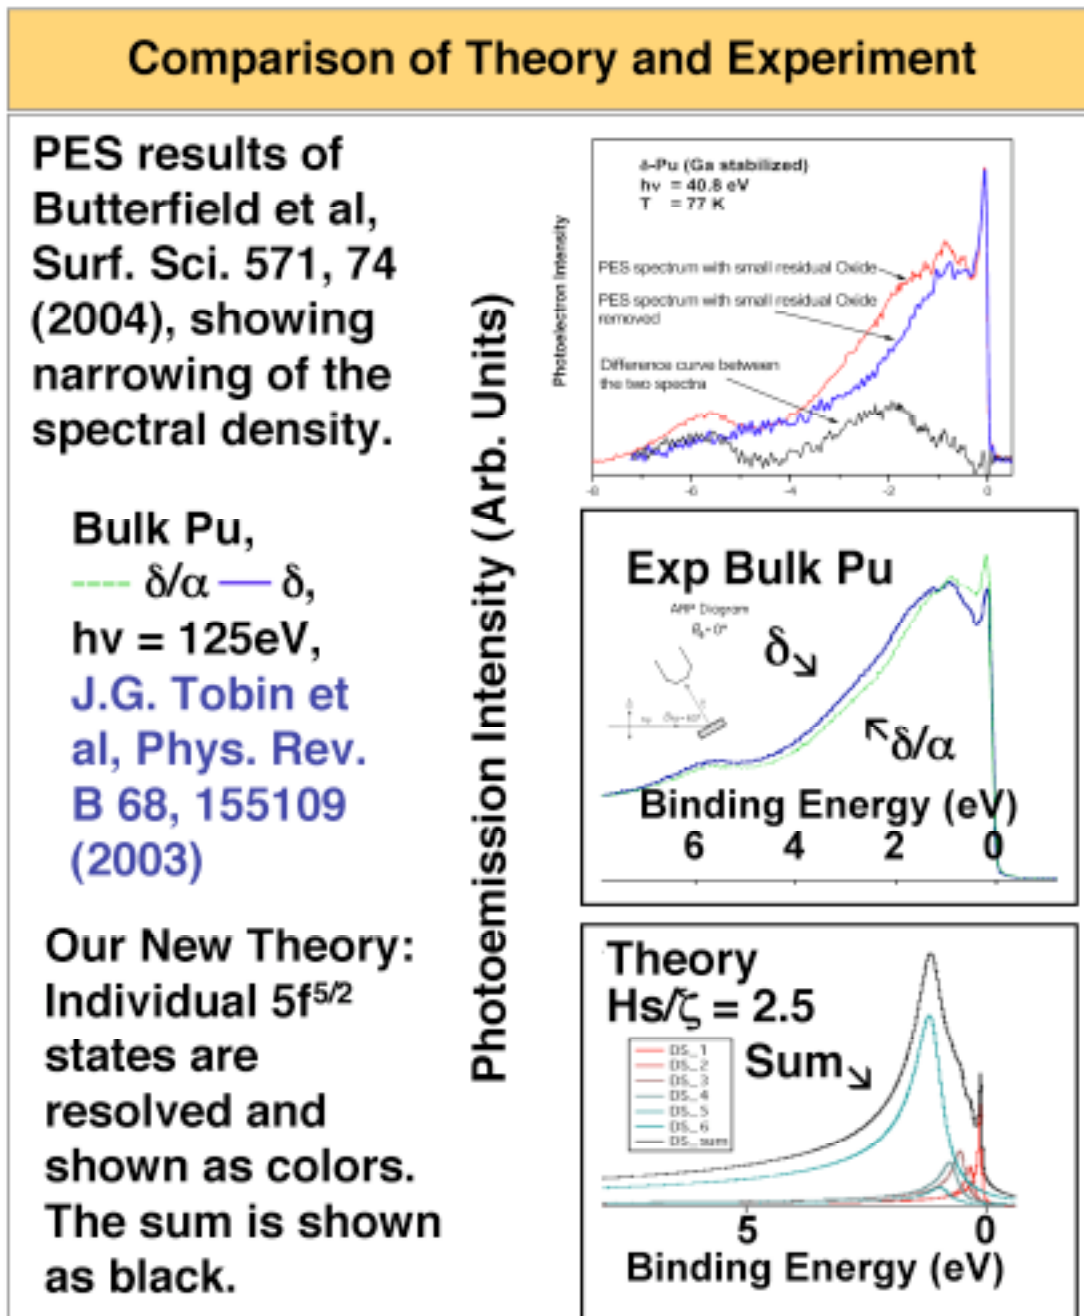 Comparison of Theory and Experiment
PES results of
Butterfield et al,
Surf. Sci. 571, 74
(2004), showing
narrowing of the
spectral density.
Bulk Pu,
---- δ/α — δ,
hν = 125eV,
J.G. Tobin et
al, Phys. Rev.
B 68, 155109
(2003)
Our New Theory:
Individual 5f5/2
states are
resolved and
shown as colors.
The sum is shown
as black.
Photoemission Intensity (Arb. Units)
Photoelectron Intensity
δ-Pu (Ga stabilized)
hν = 40.8 eV
T = 77 K
PES spectrum with small residual Oxide
PES spectrum with small residual Oxide
removed
Difference curve between
the two spectra
-8 -6 -4 -2 0
Exp Bulk Pu
ARP Diagram
δ
δ/α
Binding Energy (eV)
6 4 2 0
Theory
Hs/ζ = 2.5
Sum
DS_1
DS_2
DS_3
DS_4
DS_5
DS_6
DS_sum
5 0
Binding Energy (eV)